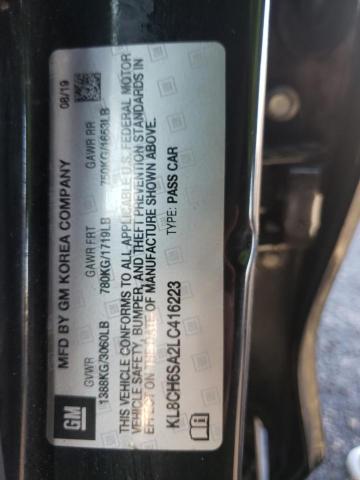 GM
MFD BY GM KOREA COMPANY 08/19
GVWR GAWR FRT GAWR RR
1388KG/3060LB 780KG/1719LB 750KG/1653LB
THIS VEHICLE CONFORMS TO ALL APPLICABLE U.S. FEDERAL MOTOR
VEHICLE SAFETY, BUMPER, AND THEFT PREVENTION STANDARDS IN
EFFECT ON THE DATE OF MANUFACTURE SHOWN ABOVE.
KL8CH6SA2LC416223 TYPE: PASS CAR